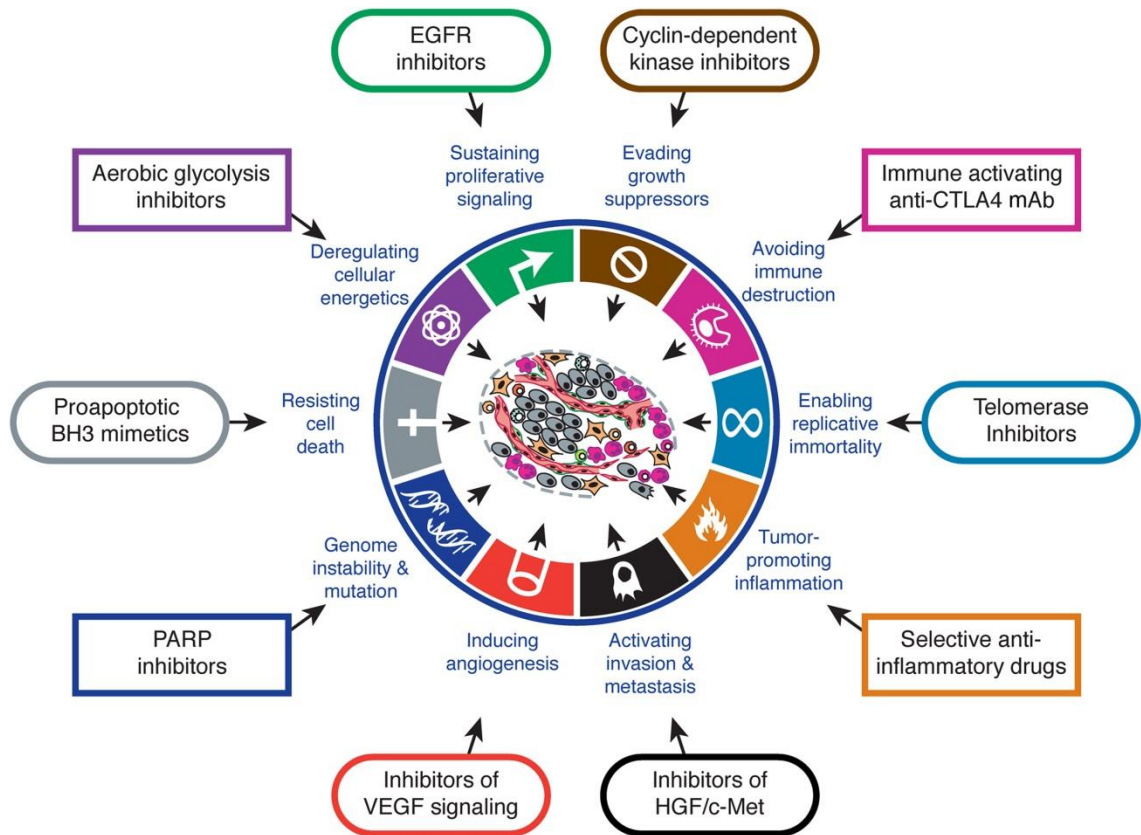 EGFR
inhibitors
Cyclin-dependent
kinase inhibitors
Sustaining
proliferative
signaling
Evading
growth
suppressors
Aerobic glycolysis
inhibitors
Immune activating
anti-CTLA4 mAb
Deregulating
cellular
energetics
Avoiding
immune
destruction
Proapoptotic
BH3 mimetics
Resisting
cell
death
Enabling
replicative
immortality
Telomerase
Inhibitors
Genome
instability &
mutation
Tumor-
promoting
inflammation
PARP
inhibitors
Inducing
angiogenesis
Activating
invasion &
metastasis
Selective anti-
inflammatory drugs
Inhibitors of
VEGF signaling
Inhibitors of
HGF/c-Met